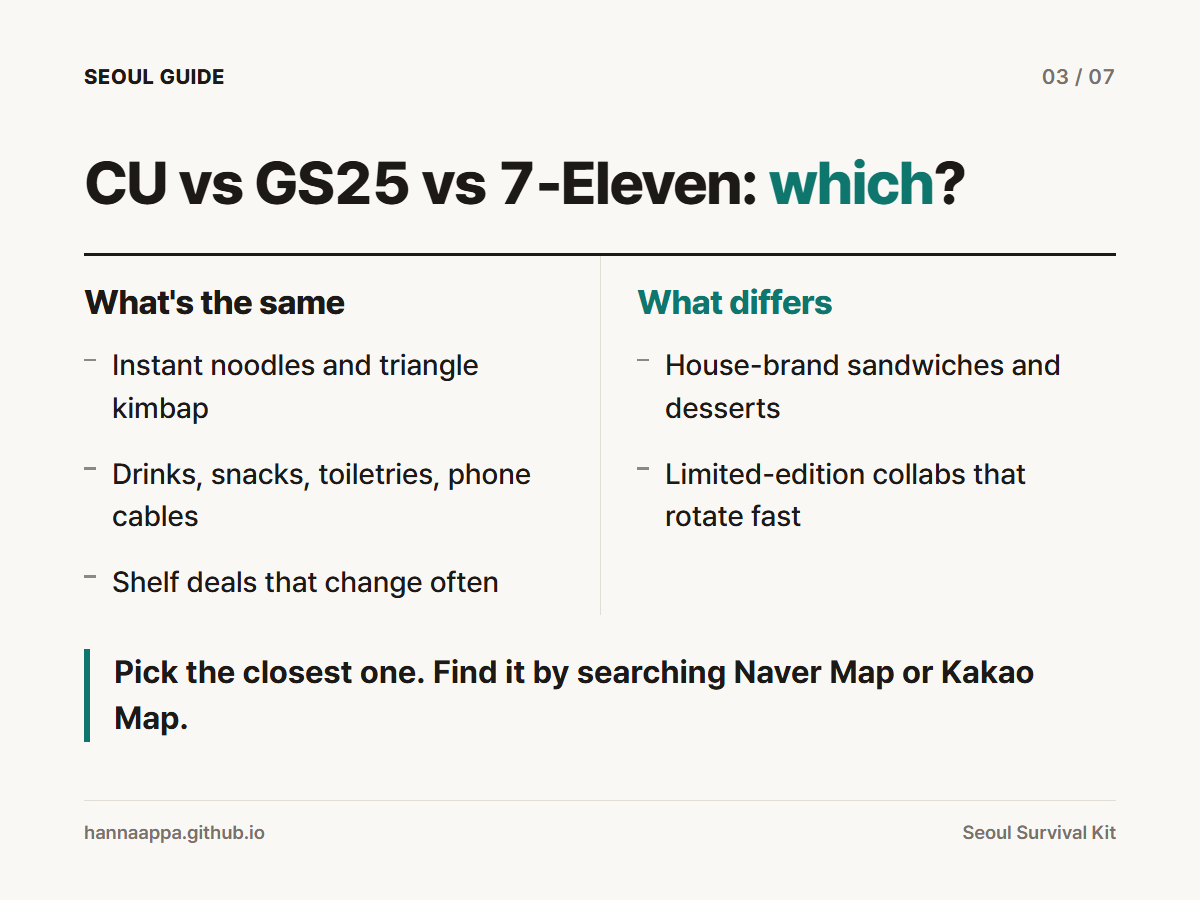 SEOUL GUIDE
03 / 07
CU vs GS25 vs 7-Eleven: which?
What's the same
– Instant noodles and triangle
kimbap
– Drinks, snacks, toiletries, phone
cables
– Shelf deals that change often
What differs
– House-brand sandwiches and
desserts
– Limited-edition collabs that
rotate fast
Pick the closest one. Find it by searching Naver Map or Kakao
Map.
hannaappa.github.io
Seoul Survival Kit